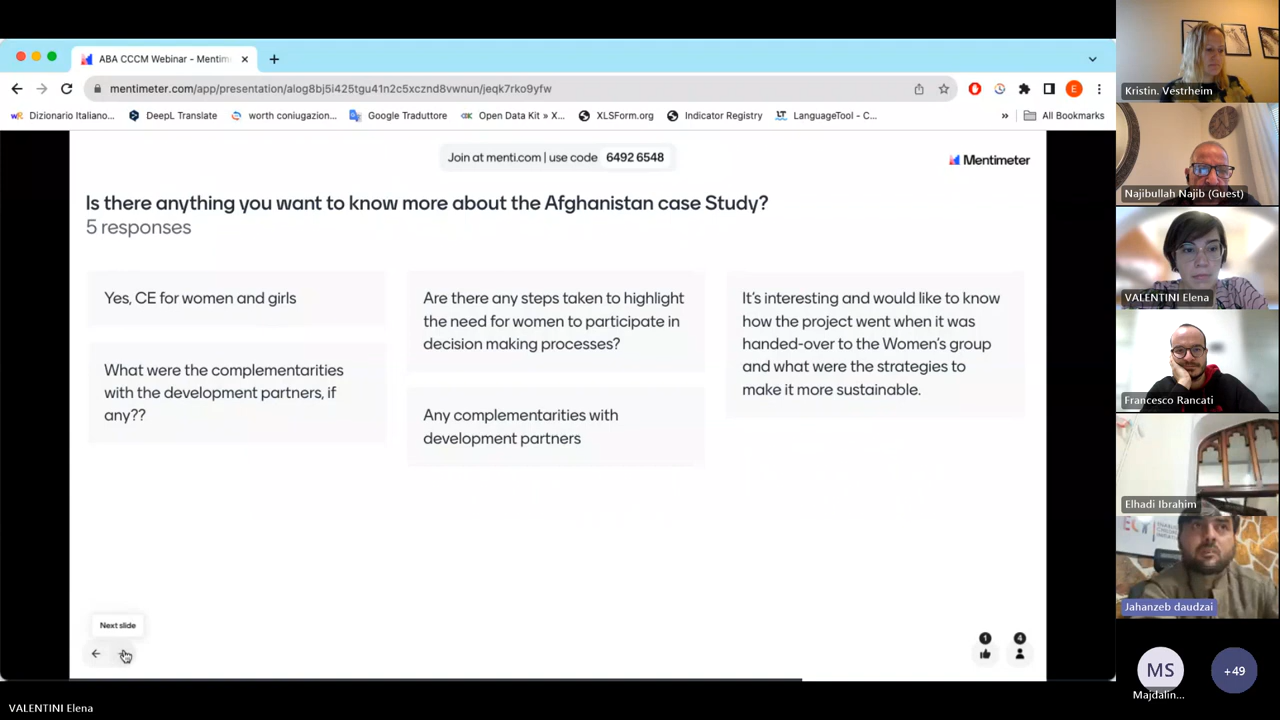 ABA CCCM Webinar - Mentim
mentimeter.com/app/presentation/alog8bj5i425tgu41n2c5xcznd8vwnun/jeqk7rko9yfw
E
Dizionario Italiano...
DeepL Translate
worth coniugazion...
Google Traduttore
Open Data Kit » X...
XLSForm.org
Indicator Registry
LanguageTool - C...
»
All Bookmarks
Join at menti.com | use code 6492 6548
Mentimeter
Is there anything you want to know more about the Afghanistan case Study?
5 responses
Yes, CE for women and girls
What were the complementarities
with the development partners, if
any??
Are there any steps taken to highlight
the need for women to participate in
decision making processes?
Any complementarities with
development partners
It's interesting and would like to know
how the project went when it was
handed-over to the Women's group
and what were the strategies to
make it more sustainable.
Next slide
1
4
VALENTINI Elena
Kristin. Vestrheim
Najibullah Najib (Guest)
VALENTINI Elena
Francesco Rancati
Elhadi Ibrahim
Jahanzeb daudzai
MS
Majdalin...
+49